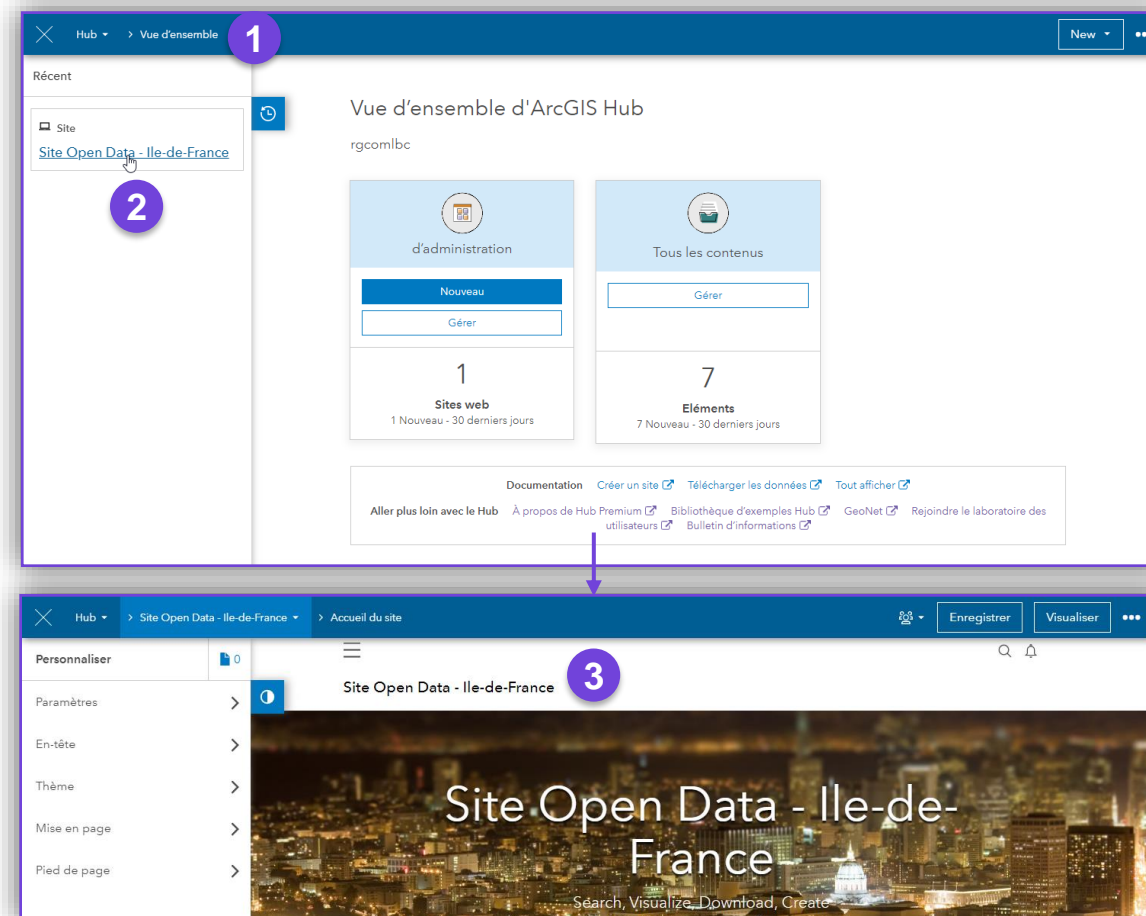 Hub > Vue d'ensemble
1
New
Récent
Site
Site Open Data - Ile-de-France
2
Vue d'ensemble d'ArcGIS Hub
rgcomlbc
d'administration
Nouveau
Gérer
1
Sites web
1 Nouveau - 30 derniers jours
Tous les contenus
Gérer
7
Eléments
7 Nouveau - 30 derniers jours
Documentation Créer un site Télécharger les données Tout afficher
Aller plus loin avec le Hub À propos de Hub Premium Bibliothèque d'exemples Hub GeoNet Rejoindre le laboratoire des
utilisateurs Bulletin d'informations
Hub > Site Open Data - Ile-de-France > Accueil du site
Enregistrer
Visualiser
Personnaliser
0
Paramètres
En-tête
Thème
Mise en page
Pied de page
Site Open Data - Ile-de-France
3
Site Open Data - Ile-de-
France
Search, Visualize, Download, Create